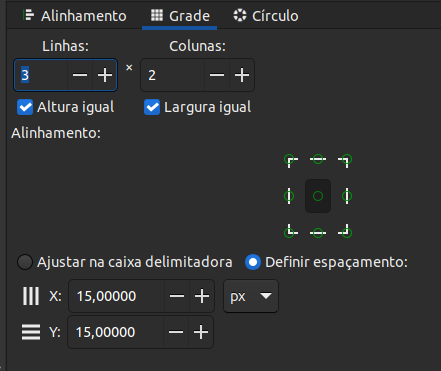 Alinhamento Grade Círculo
Linhas: Colunas:
3 × 2
Altura igual Largura igual
Alinhamento:
Ajustar na caixa delimitadora Definir espaçamento:
X: 15,00000 px
Y: 15,00000